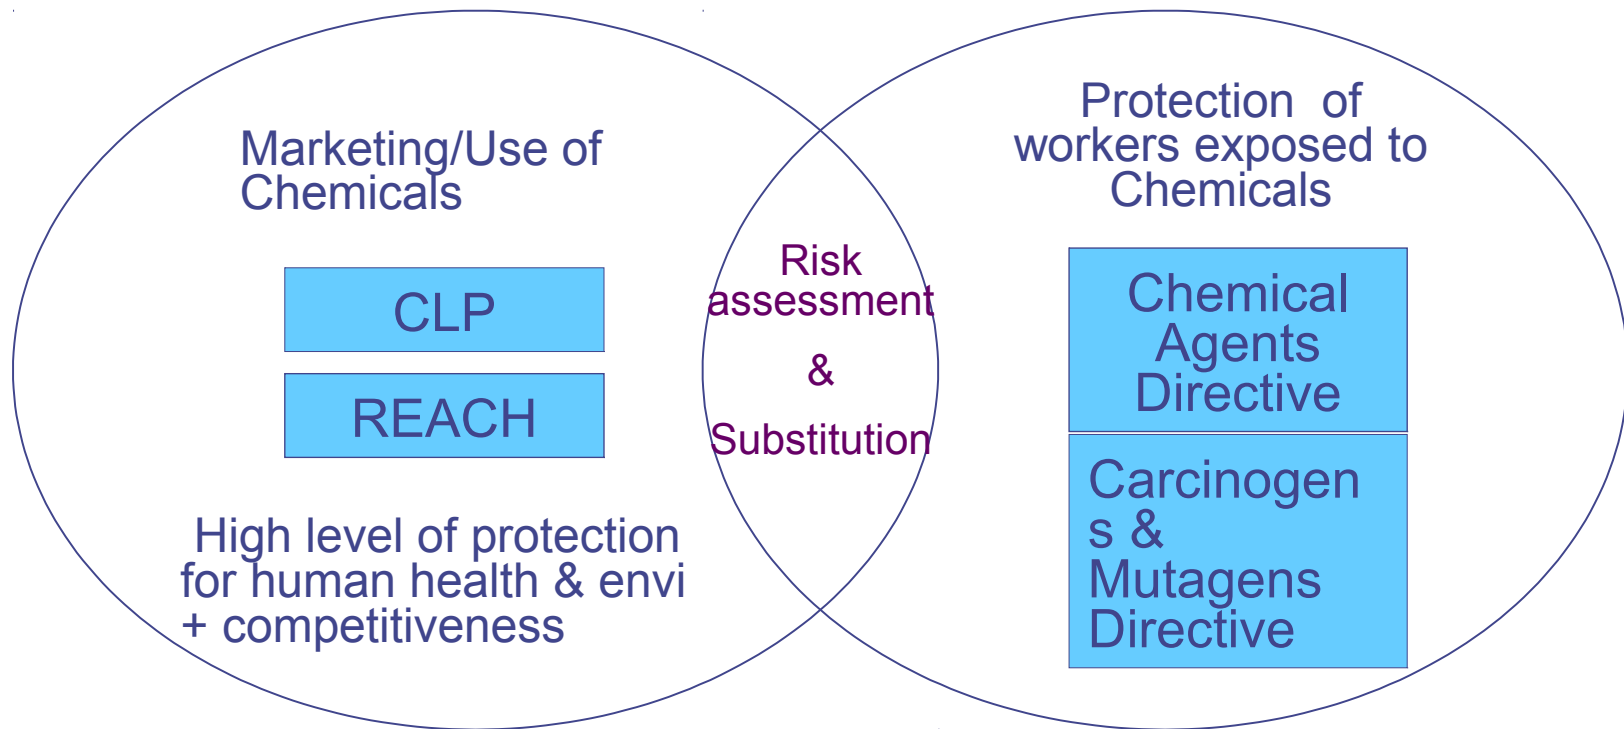 Marketing/Use of
Chemicals
CLP
REACH
High level of protection
for human health & envi
+ competitiveness
Risk
assessment
&
Substitution
Protection of
workers exposed to
Chemicals
Chemical
Agents
Directive
Carcinogen
s &
Mutagens
Directive